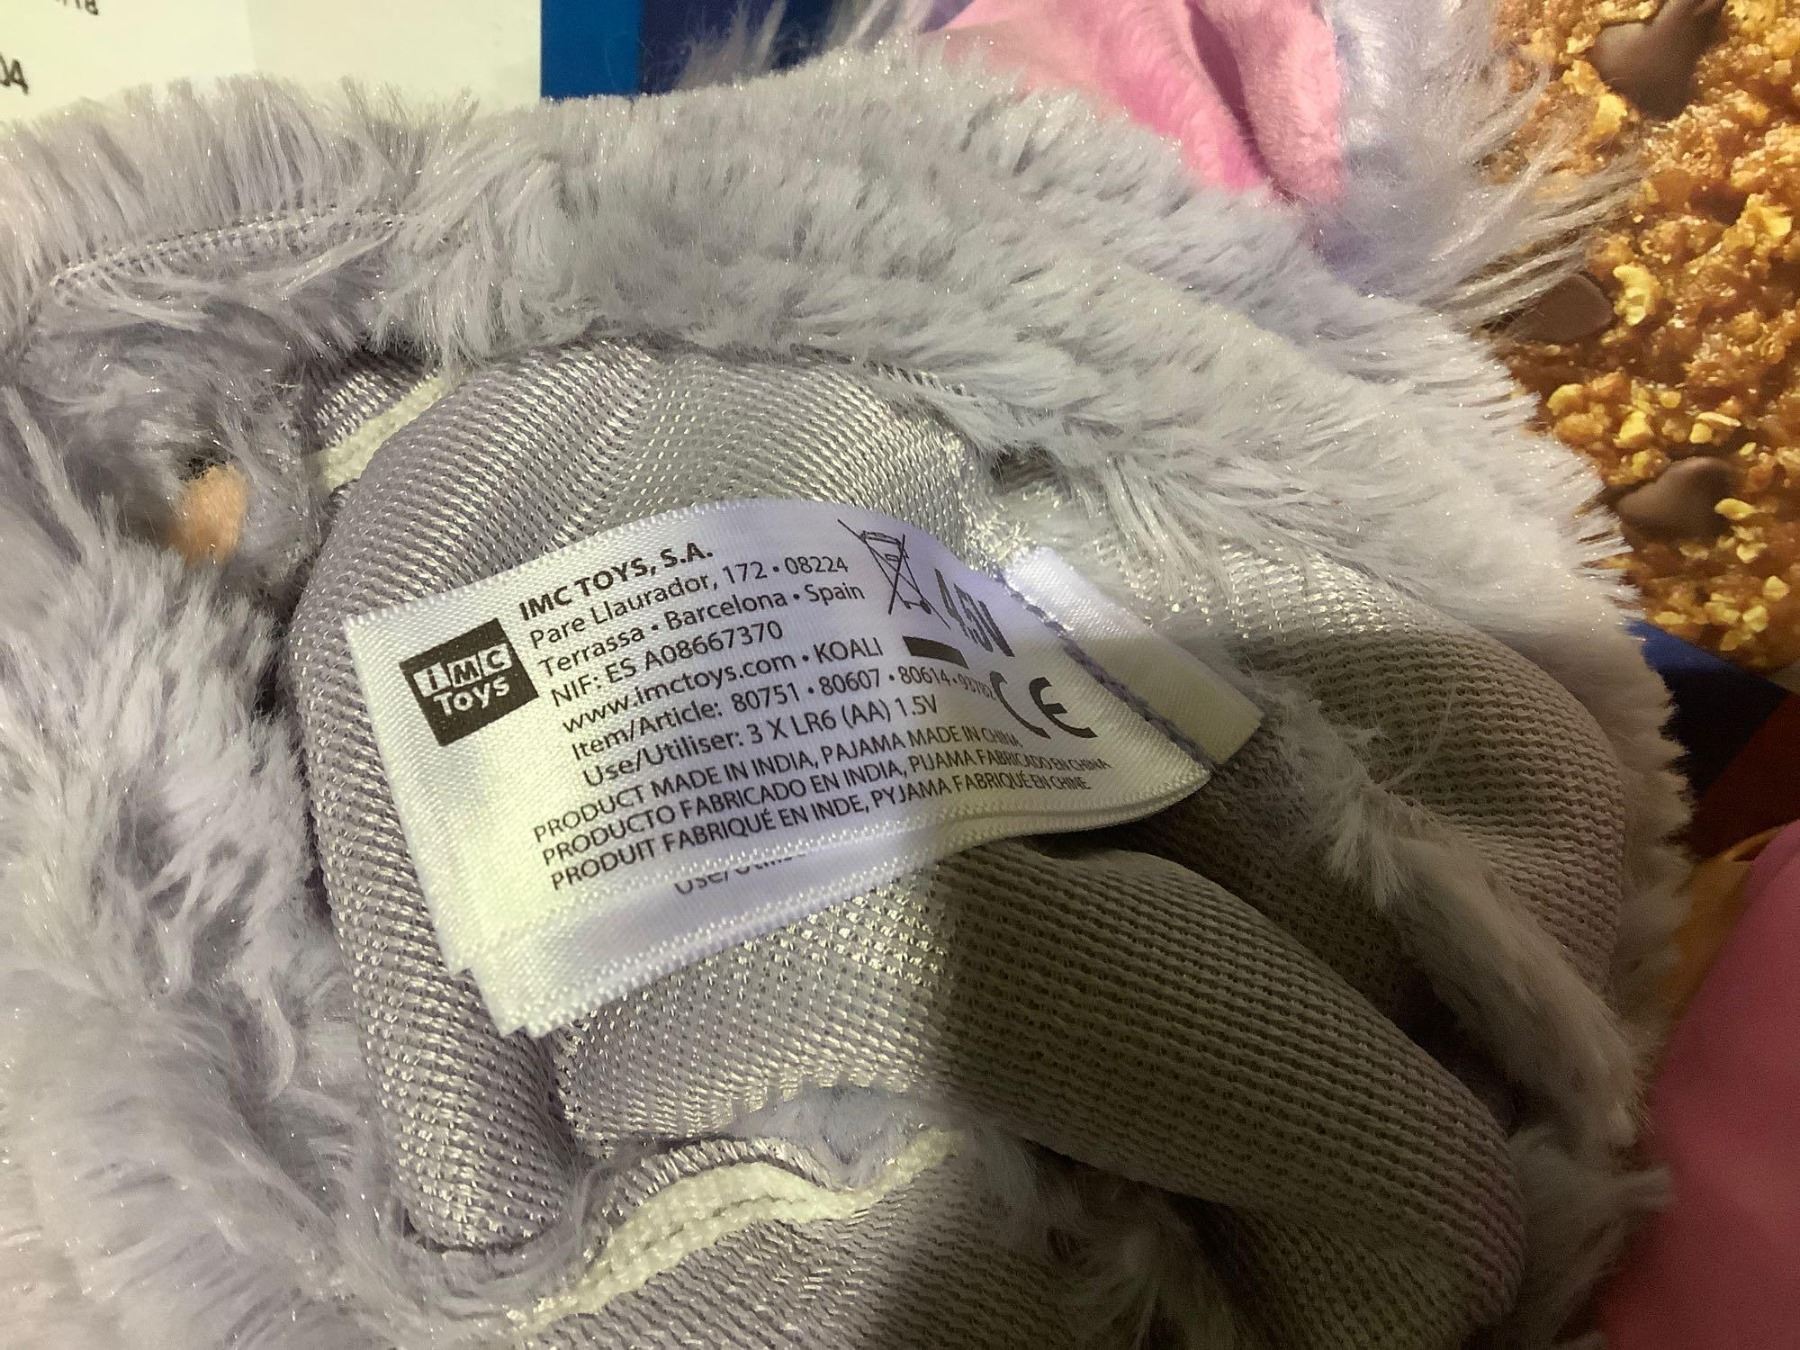 04
iMC
Toys
IMC TOYS, S.A.
Pare Llaurador, 172 • 08224
Terrassa • Barcelona • Spain
NIF: ES A08667370
www.imctoys.com • KOALI
Item/Article: 80751 • 80607 • 80614 •
Use/Utiliser: 3 X LR6 (AA) 1.5V
PRODUCT MADE IN INDIA, PAJAMA MADE IN CHINA
PRODUCTO FABRICADO EN INDIA, PIJAMA FABRICADO EN CHINA
PRODUIT FABRIQUÉ EN INDE, PYJAMA FABRIQUÉ EN CHINE
4,5V
CE